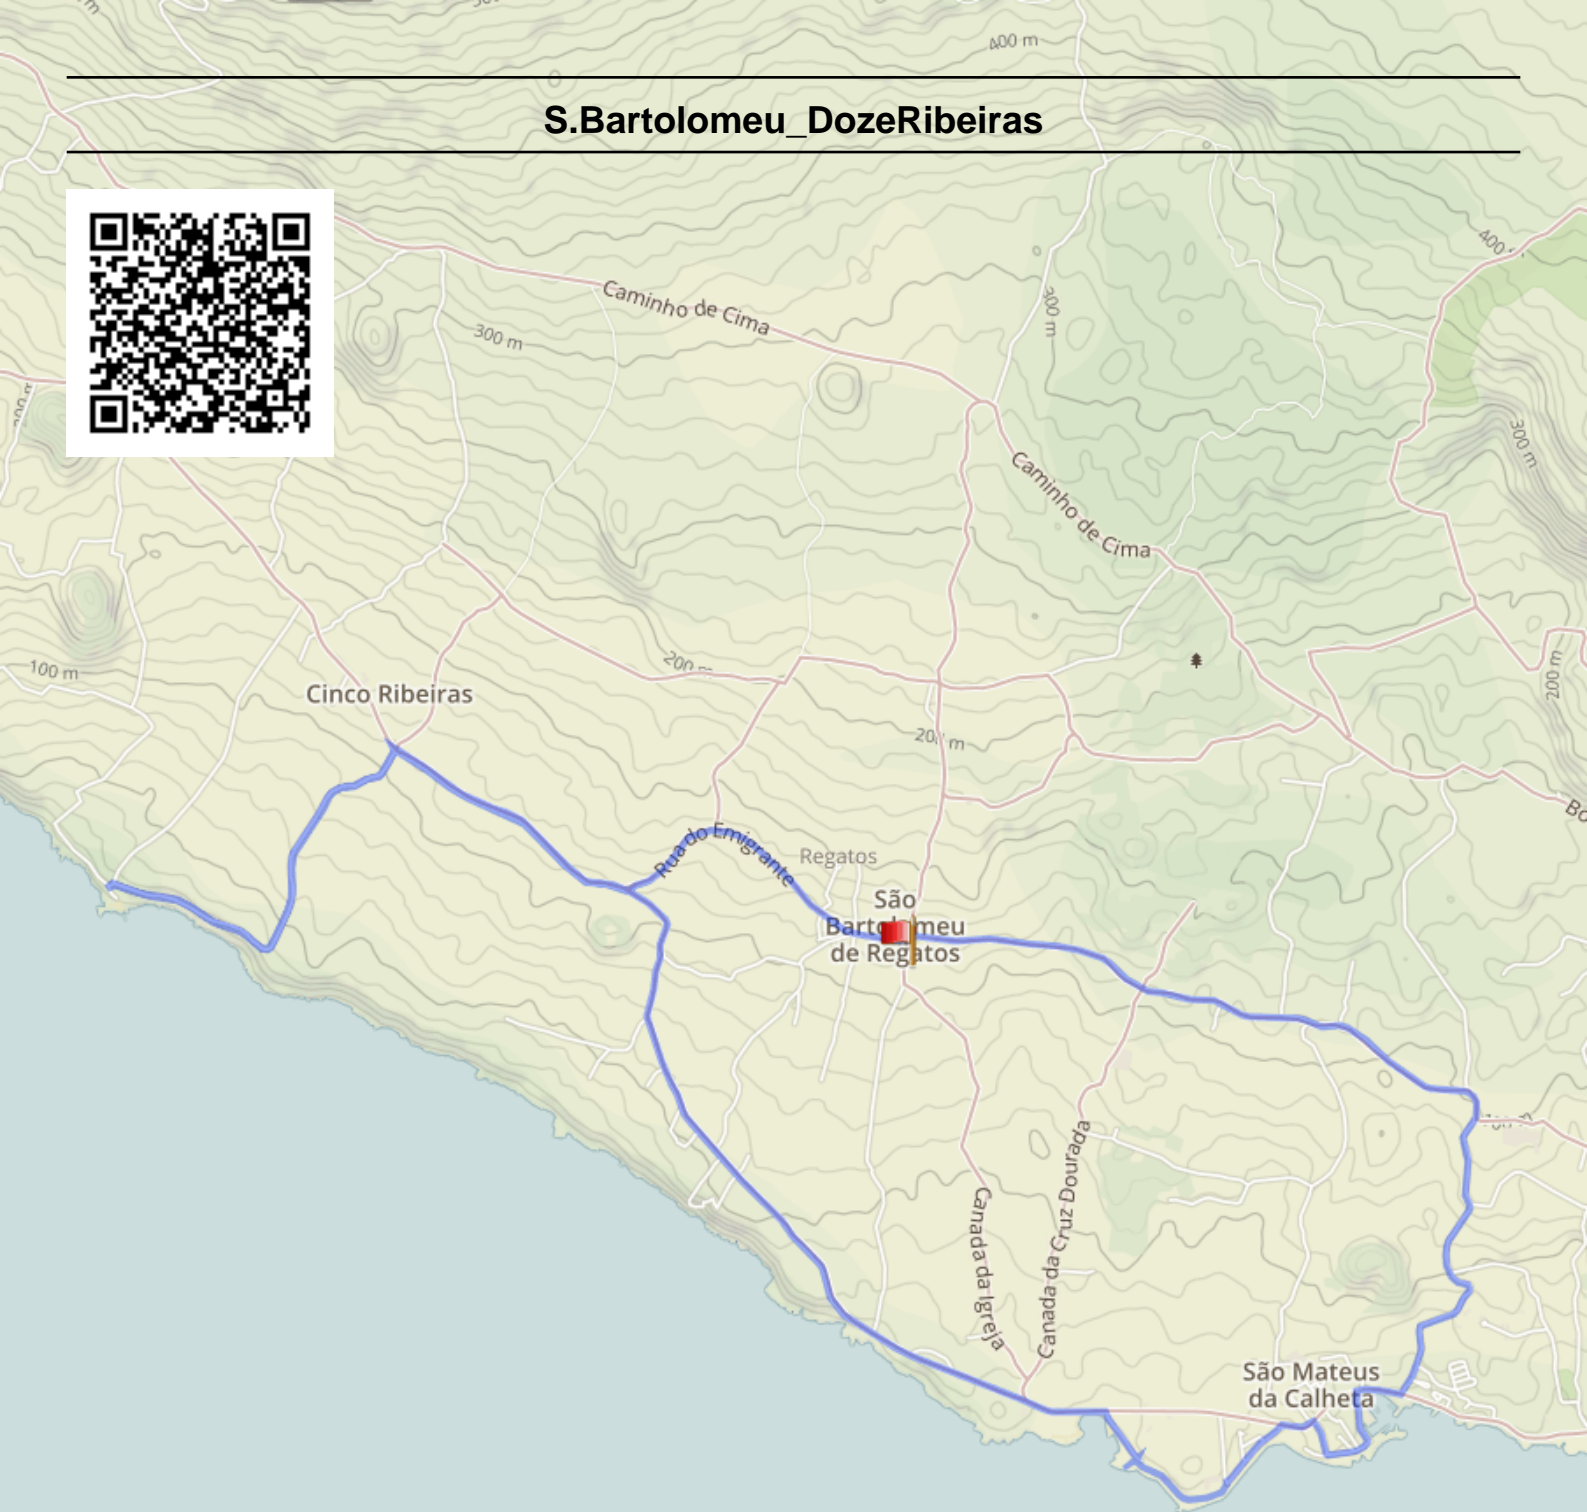 400 m
S.Bartolomeu_DozeRibeiras
400
Caminho de Cima
300 m
300 m
300 m
Caminho de Cima
200 m
100 m
200 m
Cinco Ribeiras
200 m
Rua do Emigrante
Regatos
São
Bartolomeu
de Regatos
Canada da Cruz Dourada
Canada da Igreja
São Mateus
da Calheta